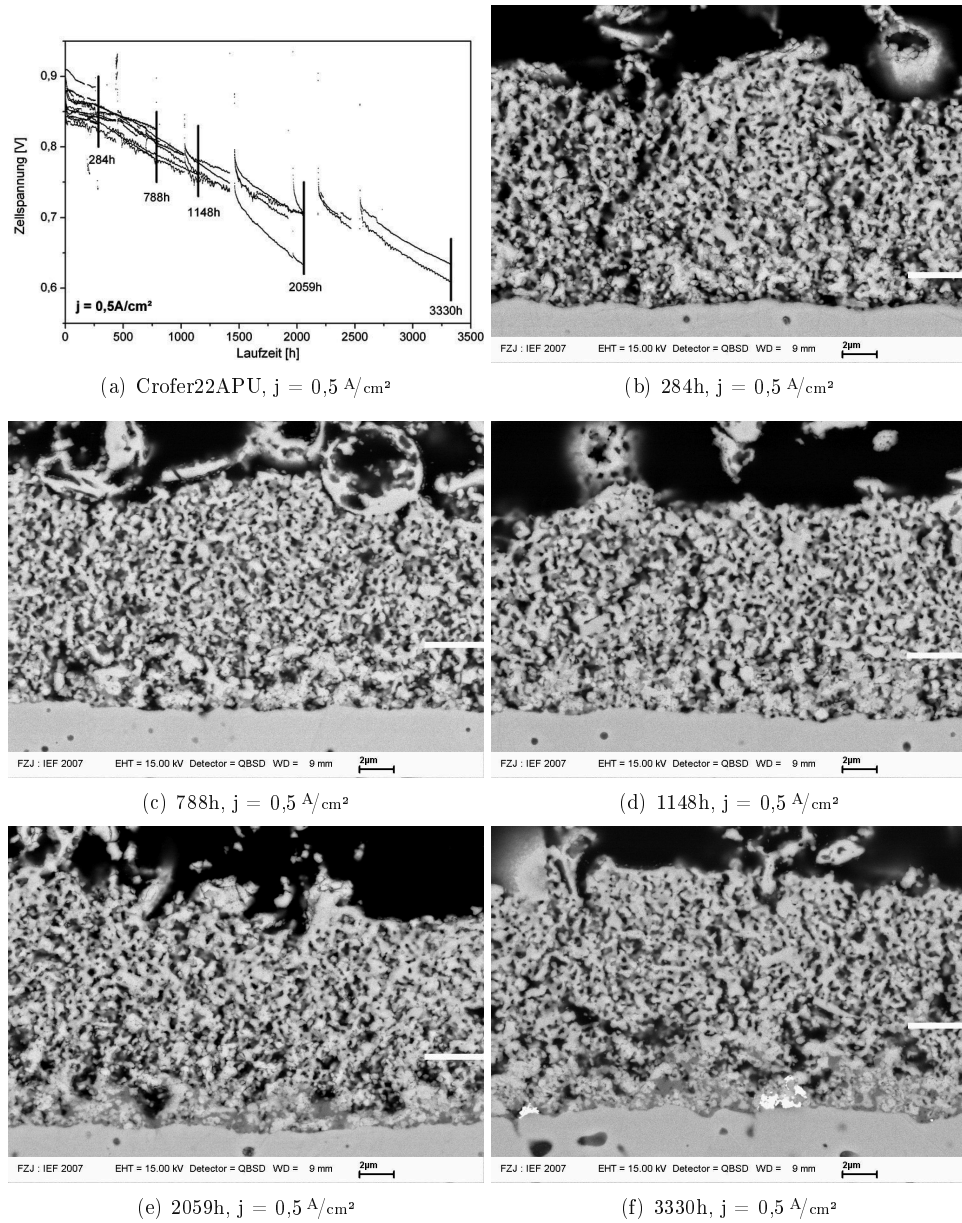 0,9
0,8
0,7
0,6
Zellspannung [V]
284h
788h
1148h
2059h
3330h
j = 0,5A/cm²
0 500 1000 1500 2000 2500 3000 3500
Laufzeit [h]
(a) Crofer22APU, j = 0,5 A/cm²
FZJ : IEF 2007 EHT = 15.00 kV Detector = QBSD WD = 9 mm 2µm
(b) 284h, j = 0,5 A/cm²
FZJ : IEF 2007 EHT = 15.00 kV Detector = QBSD WD = 9 mm 2µm
(c) 788h, j = 0,5 A/cm²
FZJ : IEF 2007 EHT = 15.00 kV Detector = QBSD WD = 9 mm 2µm
(d) 1148h, j = 0,5 A/cm²
FZJ : IEF 2007 EHT = 15.00 kV Detector = QBSD WD = 9 mm 2µm
(e) 2059h, j = 0,5 A/cm²
FZJ : IEF 2007 EHT = 15.00 kV Detector = QBSD WD = 9 mm 2µm
(f) 3330h, j = 0,5 A/cm²